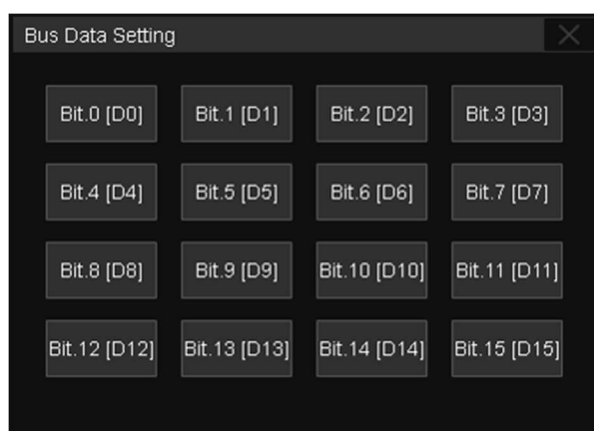 Bus Data Setting
Bit.0 [D0] Bit.1 [D1] Bit.2 [D2] Bit.3 [D3]
Bit.4 [D4] Bit.5 [D5] Bit.6 [D6] Bit.7 [D7]
Bit.8 [D8] Bit.9 [D9] Bit.10 [D10] Bit.11 [D11]
Bit.12 [D12] Bit.13 [D13] Bit.14 [D14] Bit.15 [D15]